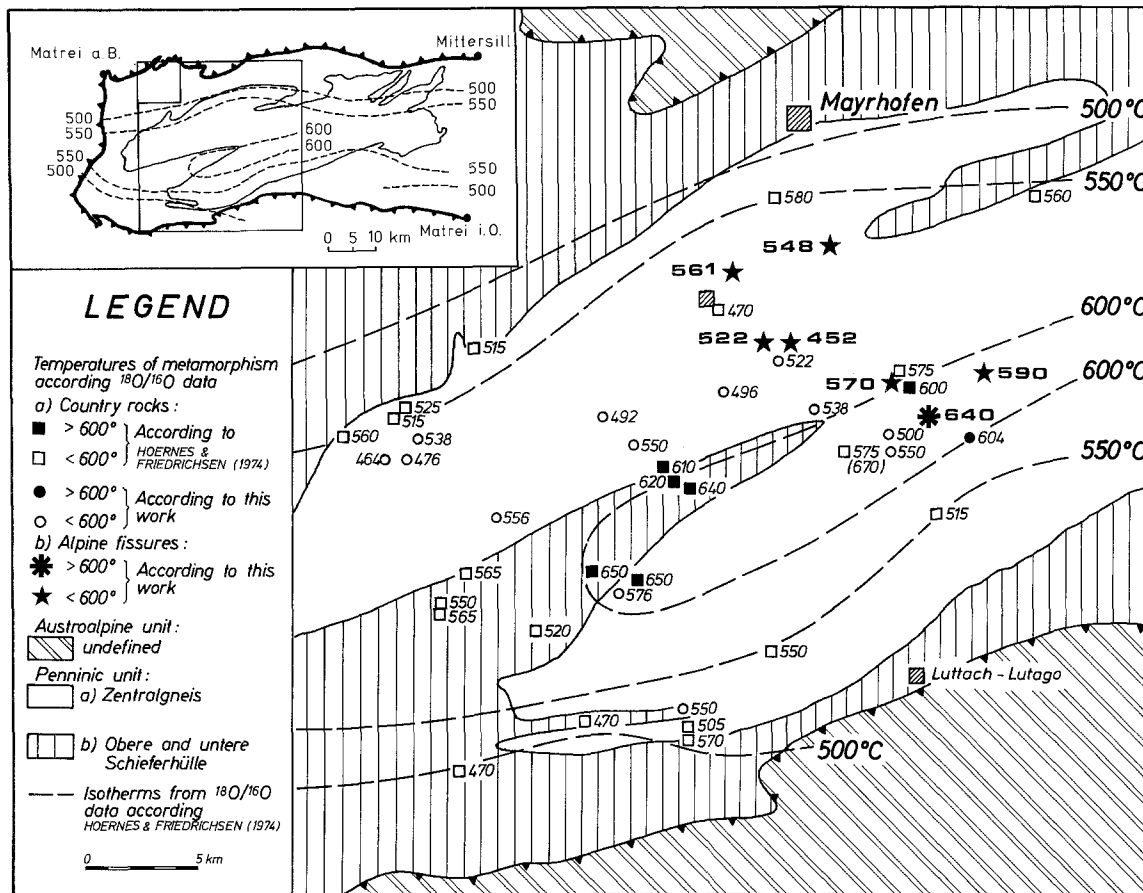 Matrei a. B.
Mittersill
500
550
500
550
600
600
550
500
550
500
Matrei i.O.
0 5 10 km
LEGEND
Temperatures of metamorphism
according ¹⁸O/¹⁶O data
a) Country rocks :
> 600°
< 600°
According to
HOERNES &
FRIEDRICHSEN (1974)
> 600°
< 600°
According to this
work
b) Alpine fissures :
> 600°
< 600°
According to this
work
Austroalpine unit :
undefined
Penninic unit :
a) Zentralgneis
b) Obere and untere
Schieferhülle
Isotherms from ¹⁸O/¹⁶O
data according
HOERNES & FRIEDRICHSEN (1974)
0 5 km
Mayrhofen
500°C
550°C
580
560
548
561
470
600°C
515
522
452
522
575
590
570
600
600°C
496
525
515
492
538
640
560
538
550
500
604
464
476
575
(670)
550
550°C
610
620
640
515
556
565
650
650
576
550
565
520
550
Luttach - Lutago
550
470
505
570
500°C
470